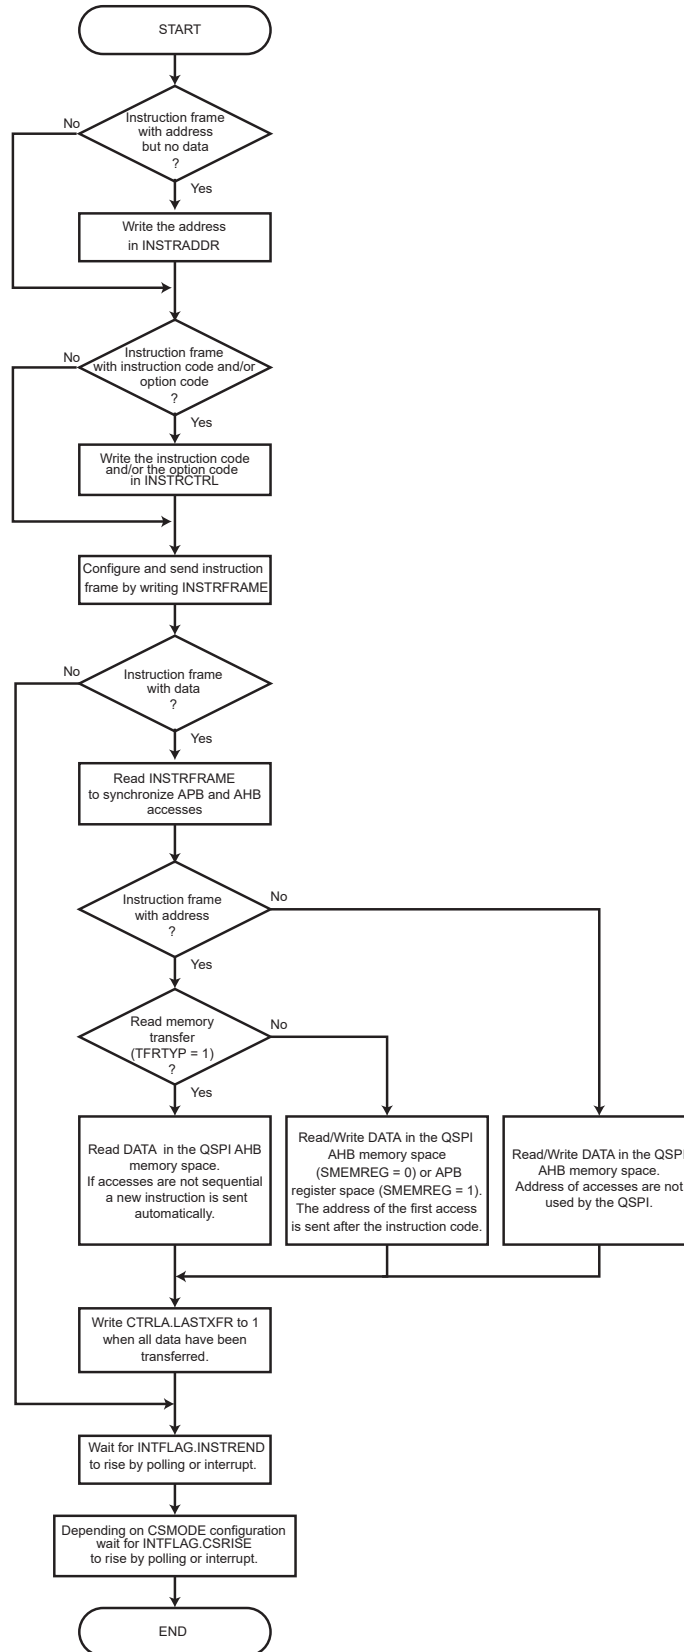 START
No
Instruction frame
with address
but no data
?
Yes
Write the address
in INSTRADDR
No
Instruction frame
with instruction code and/or
option code
?
Yes
Write the instruction code
and/or the option code
in INSTRCTRL
Configure and send instruction
frame by writing INSTRFRAME
No
Instruction frame
with data
?
Yes
Read INSTRFRAME
to synchronize APB and AHB
accesses
Instruction frame
with address
?
No
Yes
Read memory
transfer
(TFRTYP = 1)
?
No
Yes
Read DATA in the QSPI AHB
memory space.
If accesses are not sequential
a new instruction is sent
automatically.
Read/Write DATA in the QSPI
AHB memory space
(SMEMREG = 0) or APB
register space (SMEMREG = 1).
The address of the first access
is sent after the instruction code.
Read/Write DATA in the QSPI
AHB memory space.
Address of accesses are not
used by the QSPI.
Write CTRLA.LASTXFR to 1
when all data have been
transferred.
Wait for INTFLAG.INSTREND
to rise by polling or interrupt.
Depending on CSMODE configuration
wait for INTFLAG.CSRISE
to rise by polling or interrupt.
END